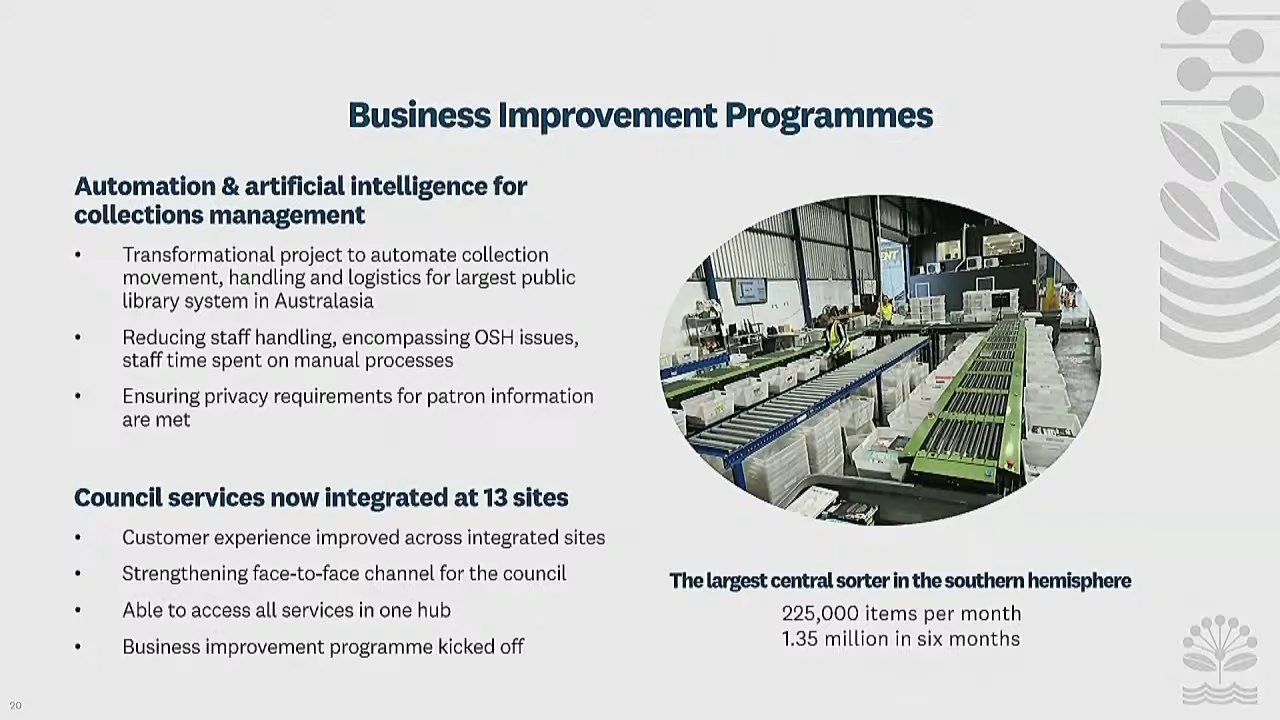 Business Improvement Programmes
Automation & artificial intelligence for
collections management
• Transformational project to automate collection
movement, handling and logistics for largest public
library system in Australasia
• Reducing staff handling, encompassing OSH issues,
staff time spent on manual processes
• Ensuring privacy requirements for patron information
are met
Council services now integrated at 13 sites
• Customer experience improved across integrated sites
• Strengthening face-to-face channel for the council
• Able to access all services in one hub
• Business improvement programme kicked off
The largest central sorter in the southern hemisphere
225,000 items per month
1.35 million in six months
20